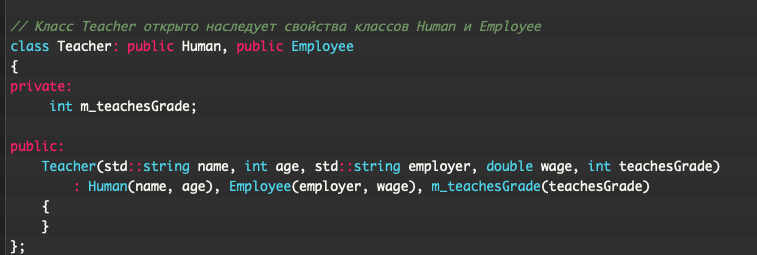 // Класс Teacher открыто наследует свойства классов Human и Employee
class Teacher: public Human, public Employee
{
private:
     int m_teachesGrade;

public:
    Teacher(std::string name, int age, std::string employer, double wage, int teachesGrade)
        : Human(name, age), Employee(employer, wage), m_teachesGrade(teachesGrade)
    {
    }
};